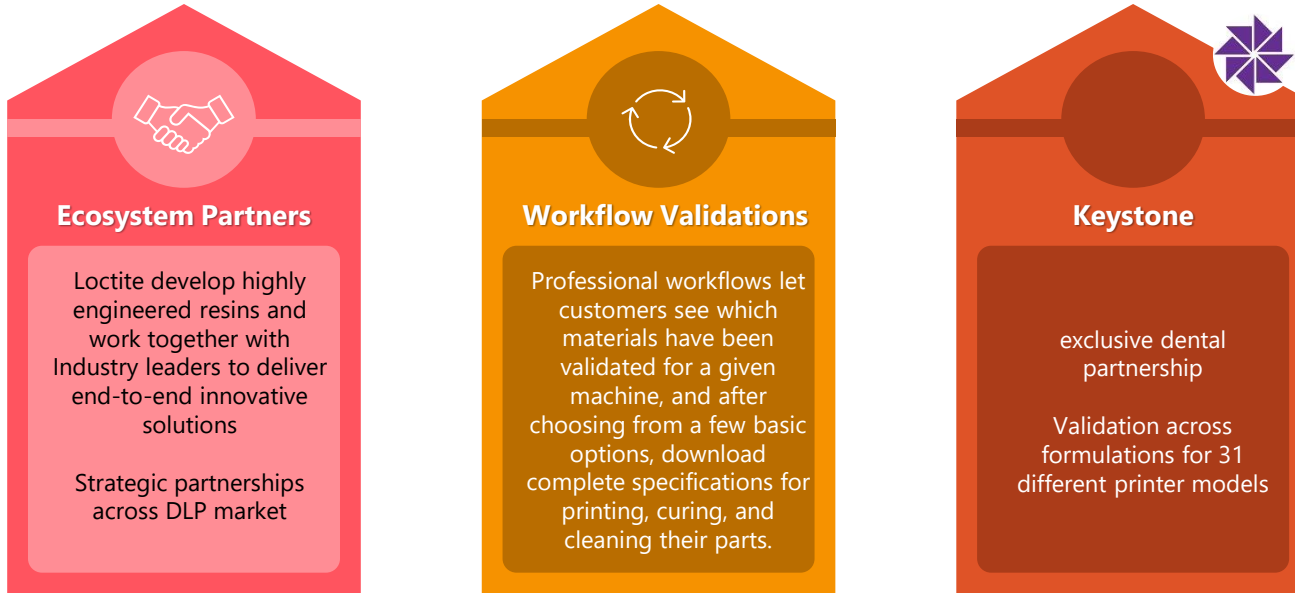 Ecosystem Partners
Loctite develop highly
engineered resins and
work together with
Industry leaders to deliver
end-to-end innovative
solutions
Strategic partnerships
across DLP market
Workflow Validations
Professional workflows let
customers see which
materials have been
validated for a given
machine, and after
choosing from a few basic
options, download
complete specifications for
printing, curing, and
cleaning their parts.
Keystone
exclusive dental
partnership
Validation across
formulations for 31
different printer models